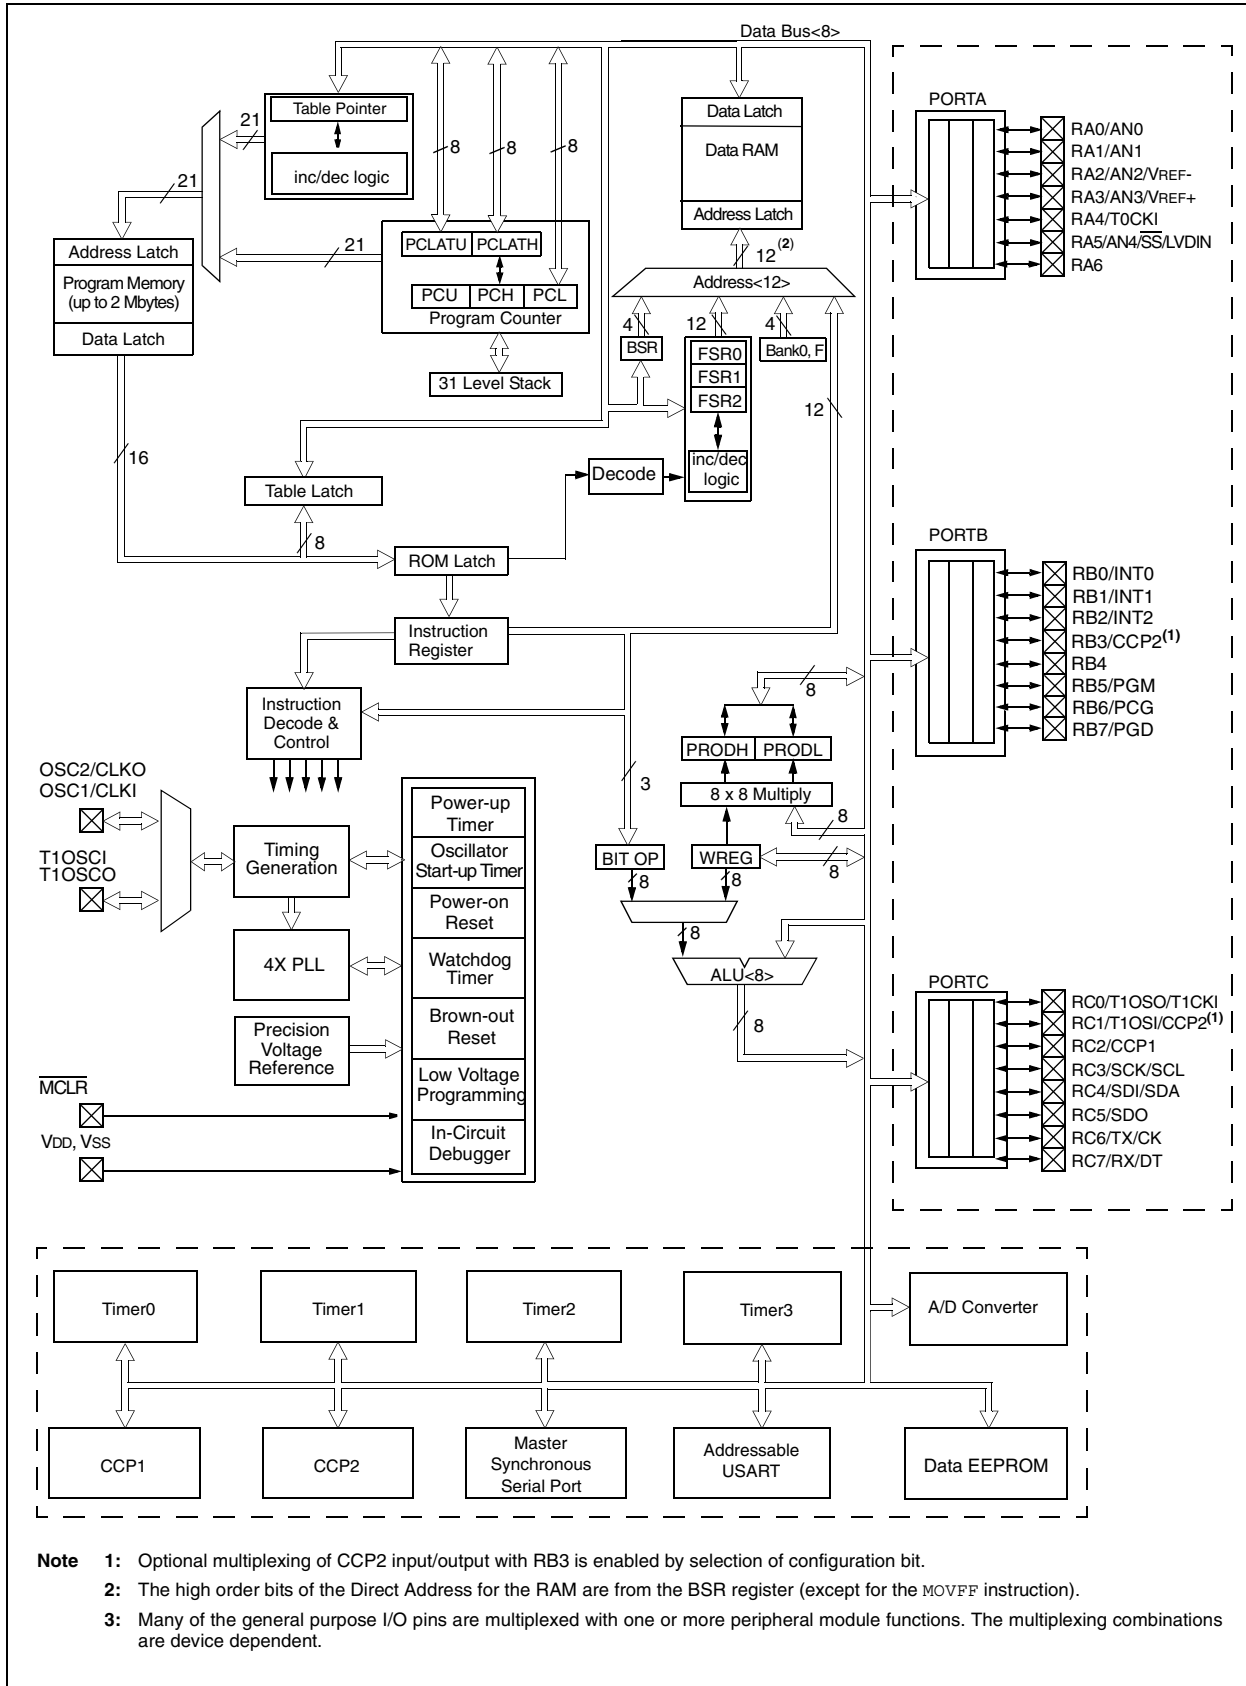 Data Bus<8>
Table Pointer
inc/dec logic
21
21
21
8
8
8
Data Latch
Data RAM
Address Latch
12(2)
Address<12>
4
12
4
BSR
FSR0
FSR1
FSR2
inc/dec
logic
Bank0, F
12
Address Latch
Program Memory
(up to 2 Mbytes)
Data Latch
16
PCLATU
PCLATH
PCU
PCH
PCL
Program Counter
31 Level Stack
Table Latch
8
Decode
ROM Latch
Instruction
Register
Instruction
Decode &
Control
3
8
PRODH
PRODL
8 x 8 Multiply
8
BIT OP
WREG
8
8
8
8
ALU<8>
8
OSC2/CLKO
OSC1/CLKI
T1OSCI
T1OSCO
Timing
Generation
4X PLL
Precision
Voltage
Reference
MCLR
VDD, VSS
Power-up
Timer
Oscillator
Start-up Timer
Power-on
Reset
Watchdog
Timer
Brown-out
Reset
Low Voltage
Programming
In-Circuit
Debugger
PORTA
RA0/AN0
RA1/AN1
RA2/AN2/VREF-
RA3/AN3/VREF+
RA4/T0CKI
RA5/AN4/SS/LVDIN
RA6
PORTB
RB0/INT0
RB1/INT1
RB2/INT2
RB3/CCP2(1)
RB4
RB5/PGM
RB6/PCG
RB7/PGD
PORTC
RC0/T1OSO/T1CKI
RC1/T1OSI/CCP2(1)
RC2/CCP1
RC3/SCK/SCL
RC4/SDI/SDA
RC5/SDO
RC6/TX/CK
RC7/RX/DT
Timer0
Timer1
Timer2
Timer3
A/D Converter
CCP1
CCP2
Master
Synchronous
Serial Port
Addressable
USART
Data EEPROM
Note 1: Optional multiplexing of CCP2 input/output with RB3 is enabled by selection of configuration bit.
2: The high order bits of the Direct Address for the RAM are from the BSR register (except for the MOVFF instruction).
3: Many of the general purpose I/O pins are multiplexed with one or more peripheral module functions. The multiplexing combinations
are device dependent.